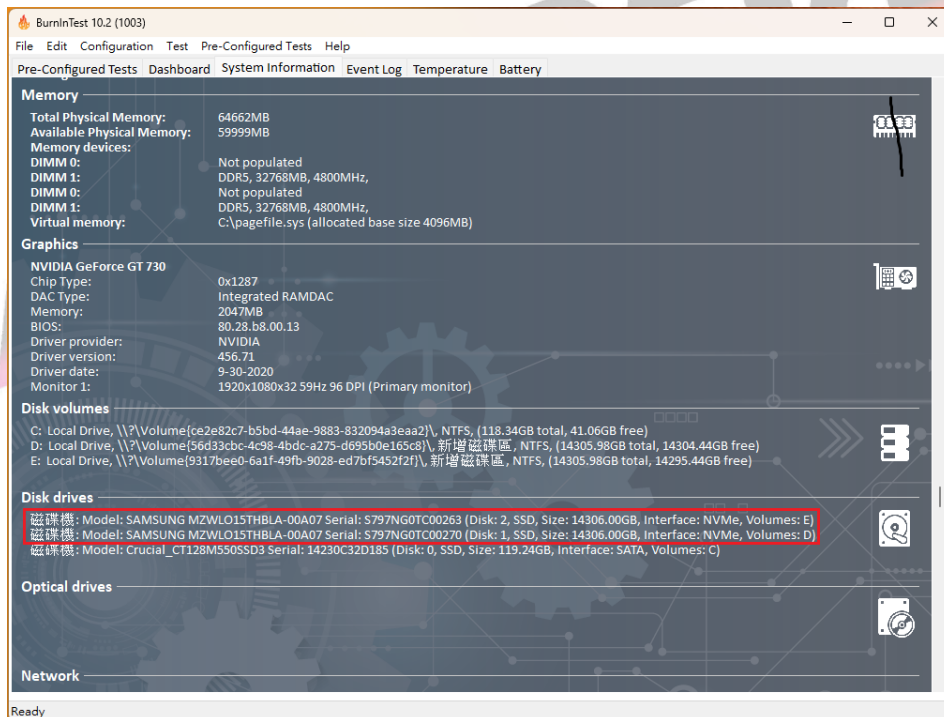 BurnInTest 10.2 (1003)
File Edit Configuration Test Pre-Configured Tests Help
Pre-Configured Tests Dashboard System Information Event Log Temperature Battery
Memory
Total Physical Memory: 64662MB
Available Physical Memory: 59999MB
Memory devices:
DIMM 0: Not populated
DIMM 1: DDR5, 32768MB, 4800MHz,
DIMM 0: Not populated
DIMM 1: DDR5, 32768MB, 4800MHz,
Virtual memory: C:\pagefile.sys (allocated base size 4096MB)
Graphics
NVIDIA GeForce GT 730
Chip Type: 0x1287
DAC Type: Integrated RAMDAC
Memory: 2047MB
BIOS: 80.28.b8.00.13
Driver provider: NVIDIA
Driver version: 456.71
Driver date: 9-30-2020
Monitor 1: 1920x1080x32 59Hz 96 DPI (Primary monitor)
Disk volumes
C: Local Drive, \\?\Volume{ce2e82c7-b5bd-44ae-9883-832094a3eaa2}\, NTFS, (118.34GB total, 41.06GB free)
D: Local Drive, \\?\Volume{56d33cbc-4c98-4bdc-a275-d695b0e165c8}\, 新增磁碟區, NTFS, (14305.98GB total, 14304.44GB free)
E: Local Drive, \\?\Volume{9317bee0-6a1f-49fb-9028-ed7bf5452f2f}\, 新增磁碟區, NTFS, (14305.98GB total, 14295.44GB free)
Disk drives
磁碟機: Model: SAMSUNG MZWLO15THBLA-00A07 Serial: S797NG0TC00263 (Disk: 2, SSD, Size: 14306.00GB, Interface: NVMe, Volumes: E)
磁碟機: Model: SAMSUNG MZWLO15THBLA-00A07 Serial: S797NG0TC00270 (Disk: 1, SSD, Size: 14306.00GB, Interface: NVMe, Volumes: D)
磁碟機: Model: Crucial_CT128M550SSD3 Serial: 14230C32D185 (Disk: 0, SSD, Size: 119.24GB, Interface: SATA, Volumes: C)
Optical drives
Network
Ready